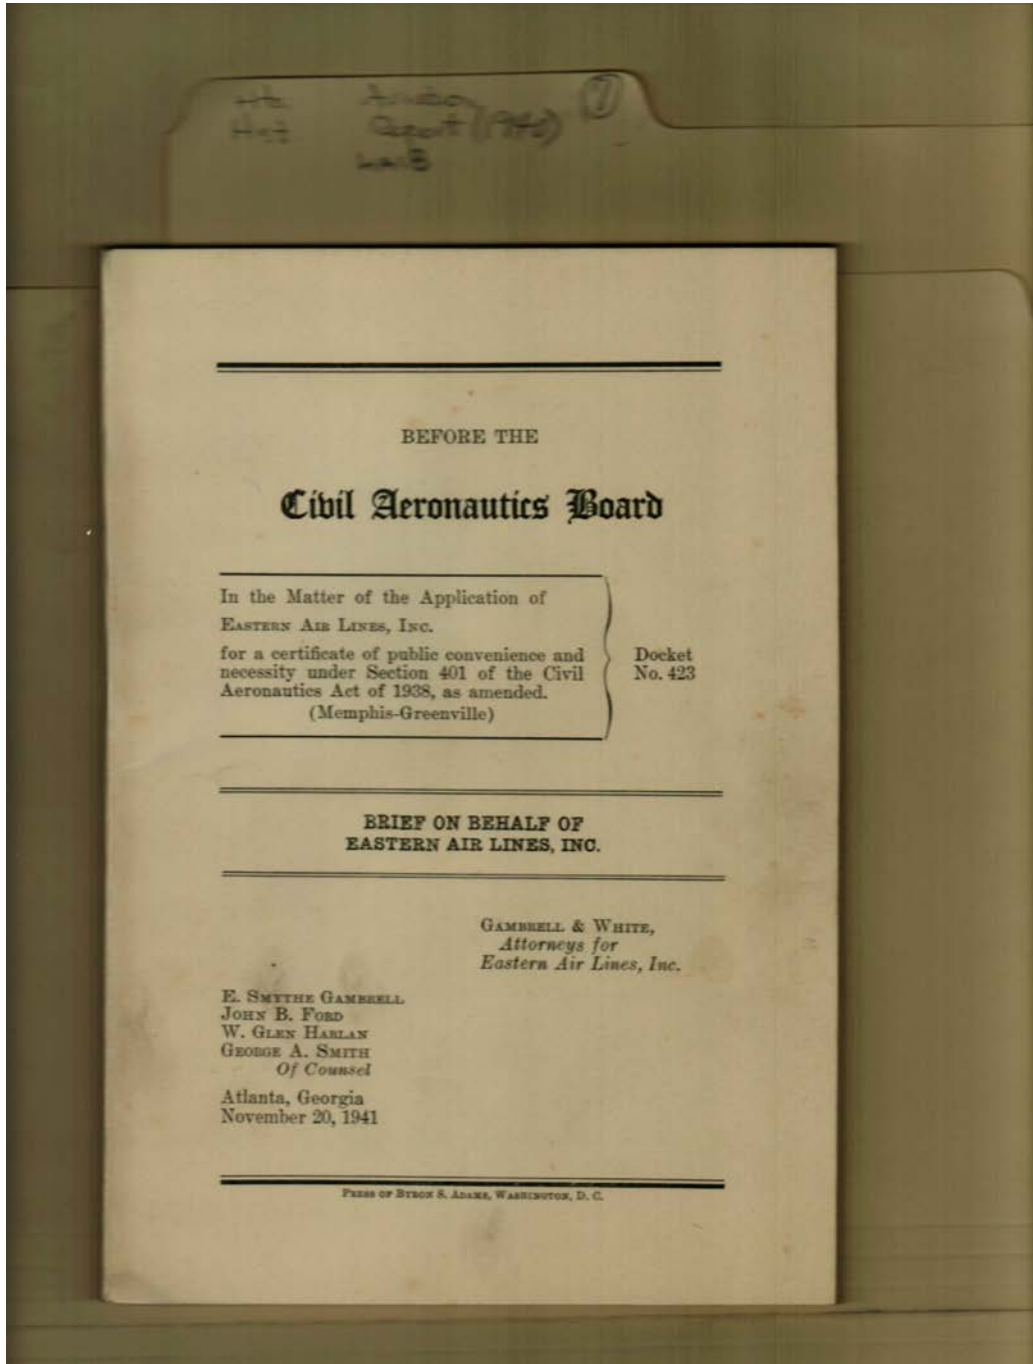 Report (1940)
7
BEFORE THE
Civil Aeronautics Board
In the Matter of the Application of
EASTERN AIR LINES, INC.
for a certificate of public convenience and
necessity under Section 401 of the Civil
Aeronautics Act of 1938, as amended.
(Memphis-Greenville)
Docket
No. 423
BRIEF ON BEHALF OF
EASTERN AIR LINES, INC.
GAMBRELL & WHITE,
Attorneys for
Eastern Air Lines, Inc.
E. SMYTHE GAMBRELL
JOHN B. FORD
W. GLEN HARLAN
GEORGE A. SMITH
Of Counsel
Atlanta, Georgia
November 20, 1941
PRESS OF BYRON S. ADAMS, WASHINGTON, D. C.